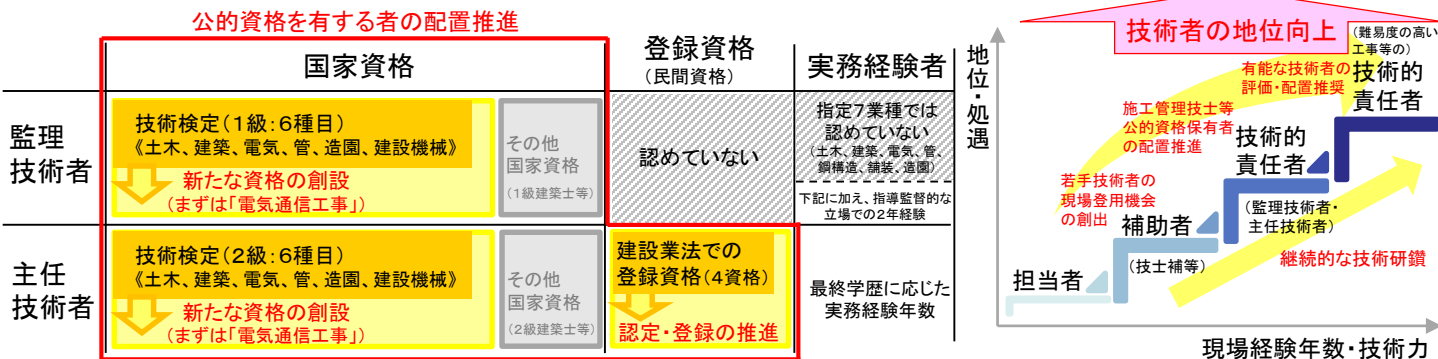 公的資格を有する者の配置推進
国家資格
登録資格
(民間資格)
実務経験者
監理
技術者
技術検定(1級:6種目)
《土木、建築、電気、管、造園、建設機械》
新たな資格の創設
(まずは「電気通信工事」)
その他
国家資格
(1級建築士等)
認めていない
指定7業種では
認めていない
(土木、建築、電気、管、
鋼構造、舗装、造園)
下記に加え、指導監督的な
立場での2年経験
主任
技術者
技術検定(2級:6種目)
《土木、建築、電気、管、造園、建設機械》
新たな資格の創設
(まずは「電気通信工事」)
その他
国家資格
(2級建築士等)
建設業法での
登録資格(4資格)
認定・登録の推進
最終学歴に応じた
実務経験年数
地位・処遇
技術者の地位向上
(難易度の高い
工事等の)
技術的
責任者
有能な技術者の
評価・配置推奨
施工管理技士等
公的資格保有者
の配置推進
技術的
責任者
(監理技術者・
主任技術者)
若手技術者の
現場登用機会
の創出
補助者
(技士補等)
担当者
継続的な技術研鑽
現場経験年数・技術力